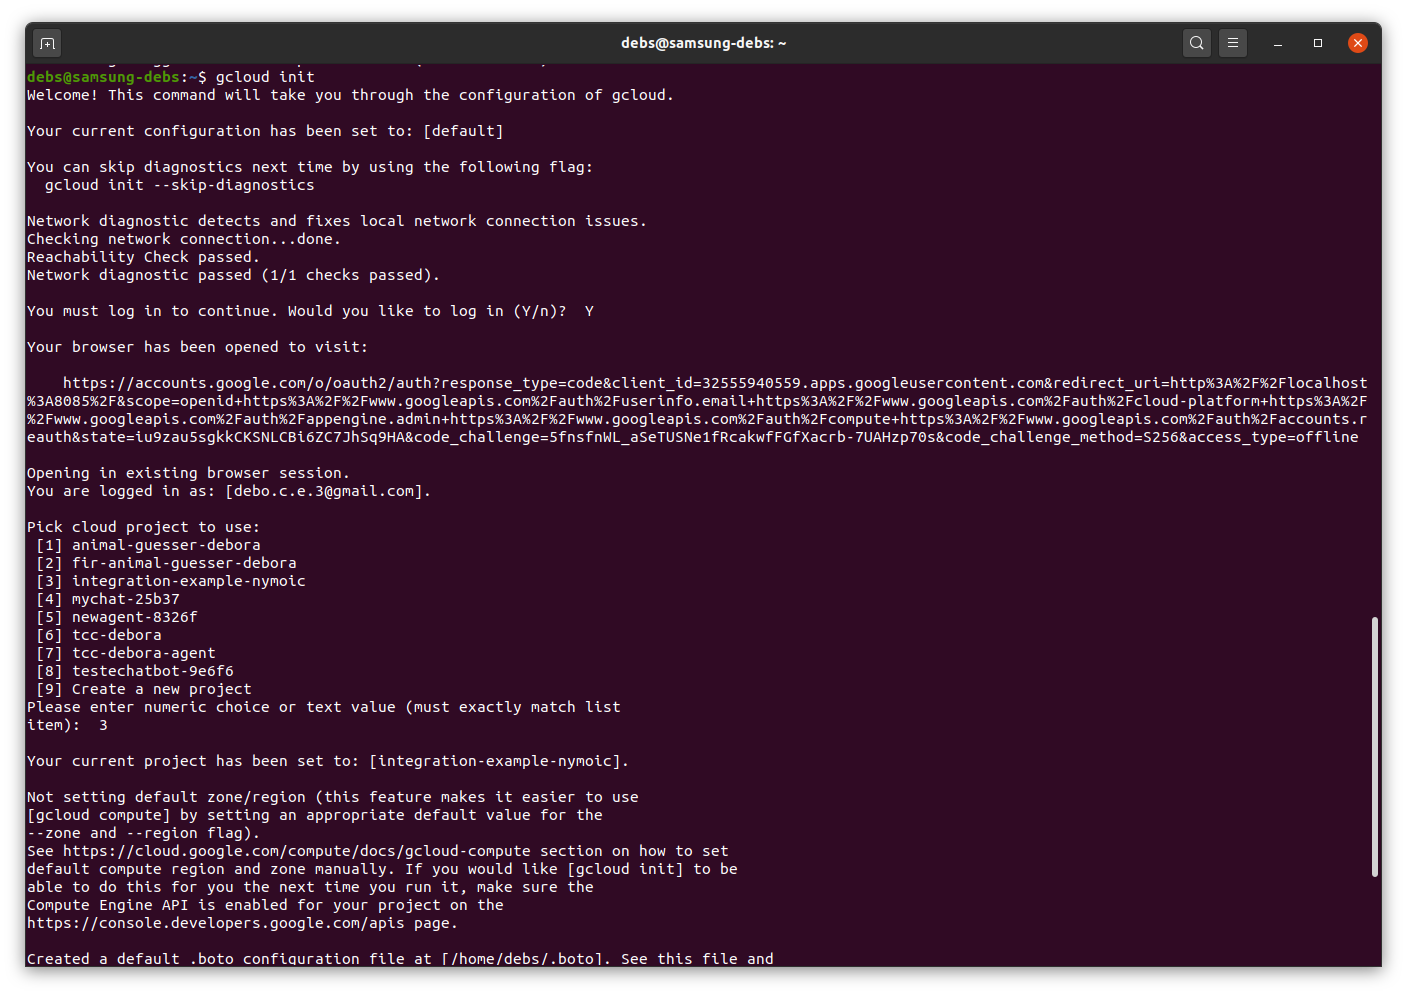 debs@samsung-debs: ~
debs@samsung-debs:~$ gcloud init
Welcome! This command will take you through the configuration of gcloud.
Your current configuration has been set to: [default]
You can skip diagnostics next time by using the following flag:
gcloud init --skip-diagnostics
Network diagnostic detects and fixes local network connection issues.
Checking network connection...done.
Reachability Check passed.
Network diagnostic passed (1/1 checks passed).
You must log in to continue. Would you like to log in (Y/n)?  Y
Your browser has been opened to visit:
https://accounts.google.com/o/oauth2/auth?response_type=code&client_id=32555940559.apps.googleusercontent.com&redirect_uri=http%3A%2F%2Flocalhost
%3A8085%2F&scope=openid+https%3A%2F%2Fwww.googleapis.com%2Fauth%2Fuserinfo.email+https%3A%2F%2Fwww.googleapis.com%2Fauth%2Fcloud-platform+https%3A%2F
%2Fwww.googleapis.com%2Fauth%2Fappengine.admin+https%3A%2F%2Fwww.googleapis.com%2Fauth%2Fcompute+https%3A%2F%2Fwww.googleapis.com%2Fauth%2Faccounts.r
eauth&state=iu9zau5sgkkCKSNLCBi6ZC7JhSq9HA&code_challenge=5fnsfnWL_aSeTUSNe1fRcakwfFGfXacrb-7UAHzp70s&code_challenge_method=S256&access_type=offline
Opening in existing browser session.
You are logged in as: [debo.c.e.3@gmail.com].
Pick cloud project to use:
[1] animal-guesser-debora
[2] fir-animal-guesser-debora
[3] integration-example-nymoic
[4] mychat-25b37
[5] newagent-8326f
[6] tcc-debora
[7] tcc-debora-agent
[8] testechatbot-9e6f6
[9] Create a new project
Please enter numeric choice or text value (must exactly match list
item):  3
Your current project has been set to: [integration-example-nymoic].
Not setting default zone/region (this feature makes it easier to use
[gcloud compute] by setting an appropriate default value for the
--zone and --region flag).
See https://cloud.google.com/compute/docs/gcloud-compute section on how to set
default compute region and zone manually. If you would like [gcloud init] to be
able to do this for you the next time you run it, make sure the
Compute Engine API is enabled for your project on the
https://console.developers.google.com/apis page.
Created a default .boto configuration file at [/home/debs/.boto]. See this file and